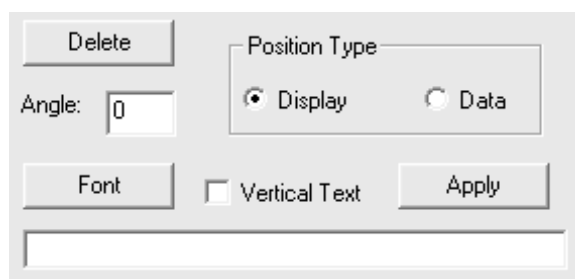 Delete
Position Type
Angle: 0
Display Data
Font
Vertical Text
Apply